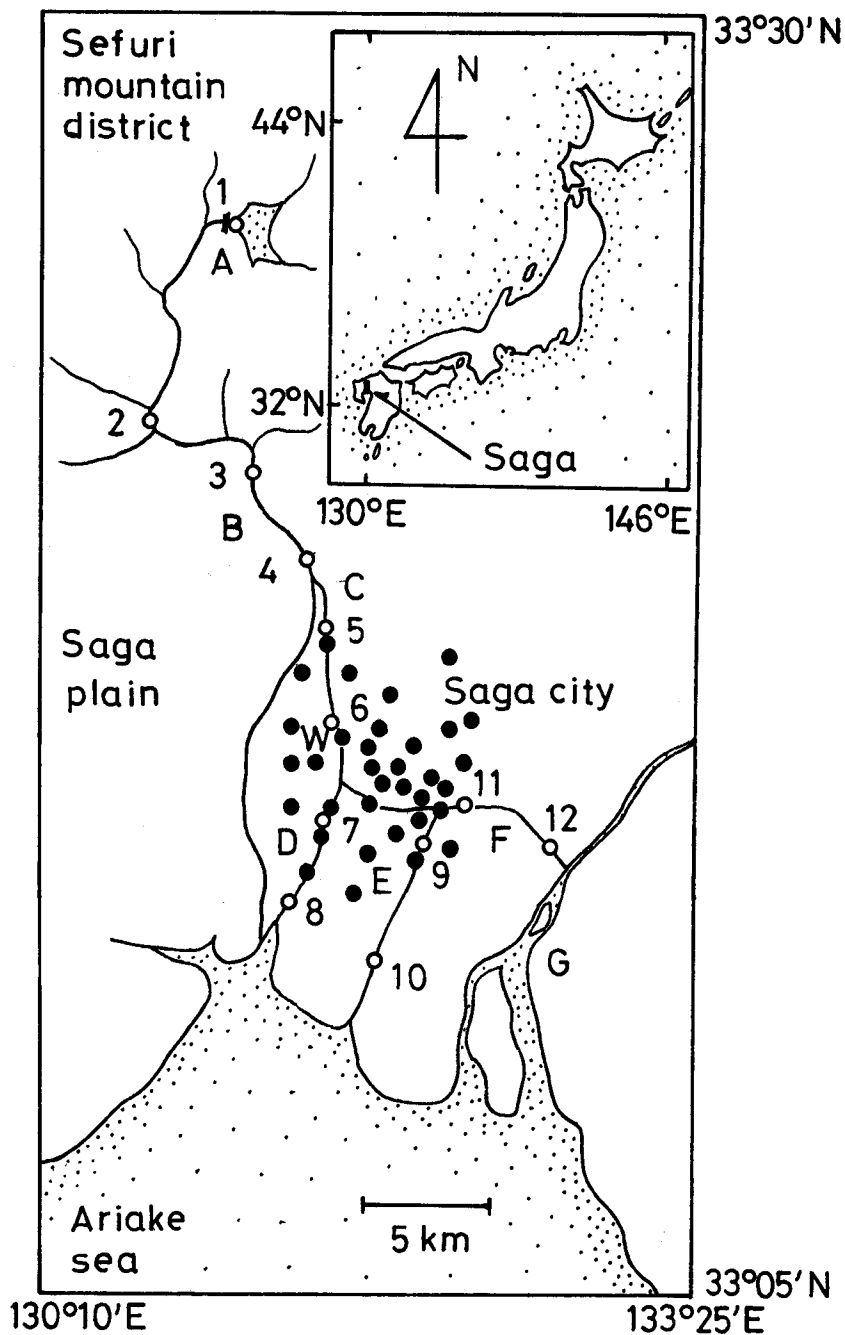 33°30'N
Sefuri
mountain
district
N
44°N
1
A
32°N
2
Saga
3
130°E
146°E
B
4
C
5
Saga
plain
Saga city
6
W
11
12
7
D
F
E
9
8
G
10
Ariake
sea
5 km
33°05'N
130°10'E
133°25'E